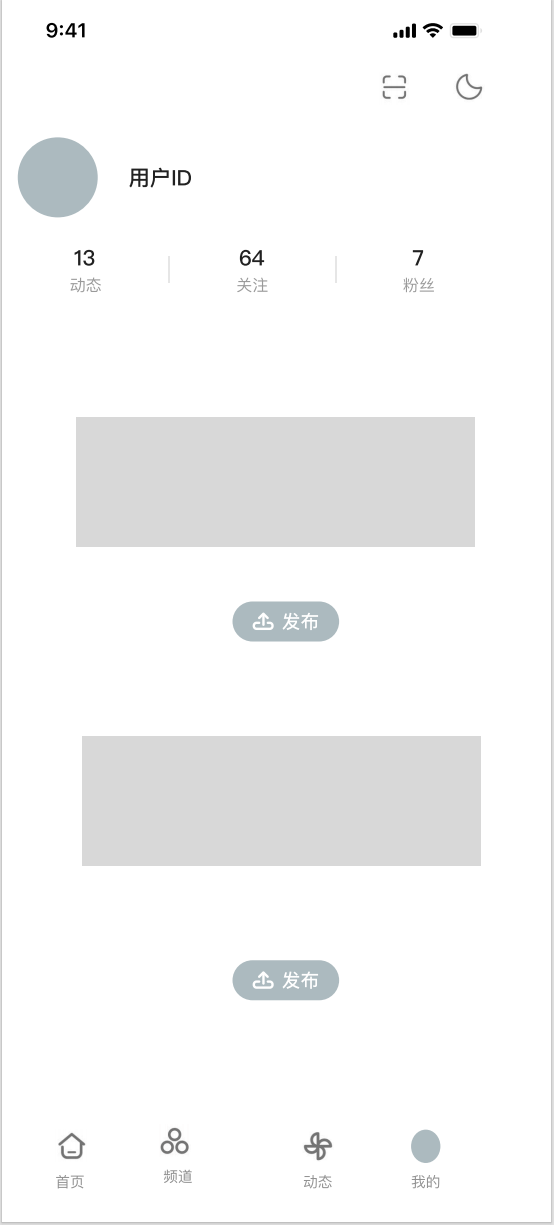 9:41
用户ID
13 64 7
动态 关注 粉丝
发布
发布
首页 频道 动态 我的